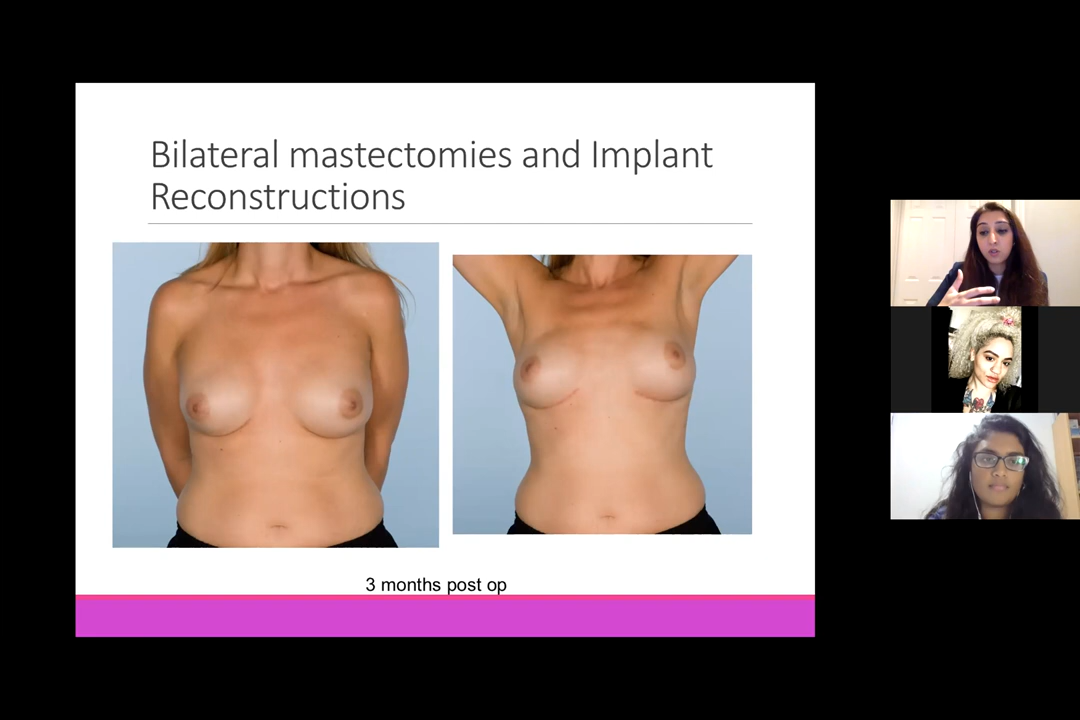 Bilateral mastectomies and Implant
Reconstructions
3 months post op